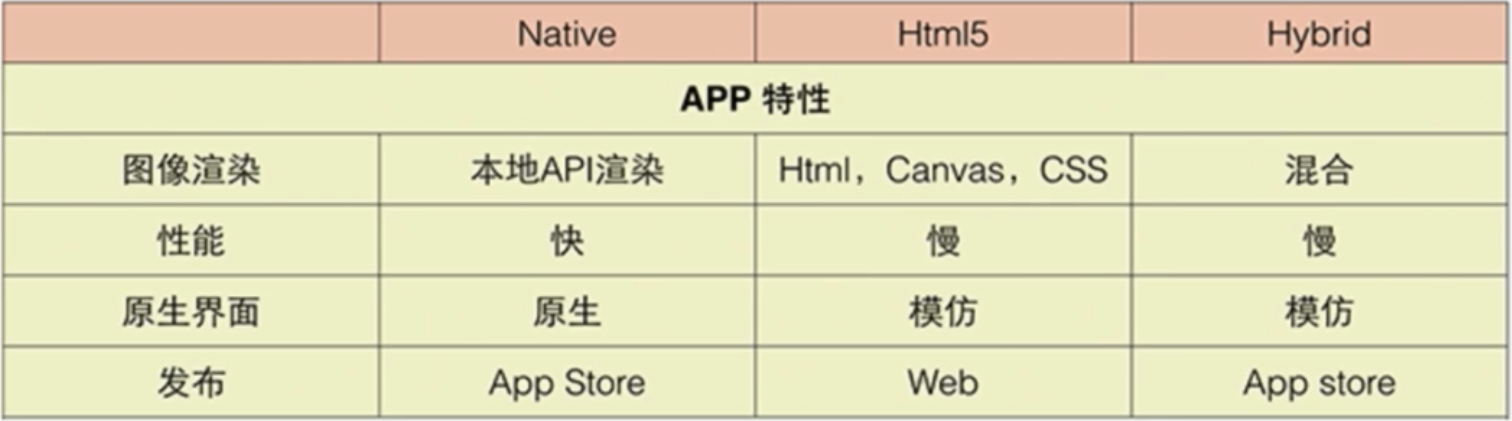 Native Html5 Hybrid
APP 特性
图像渲染 本地API渲染 Html，Canvas，CSS 混合
性能 快 慢 慢
原生界面 原生 模仿 模仿
发布 App Store Web App store